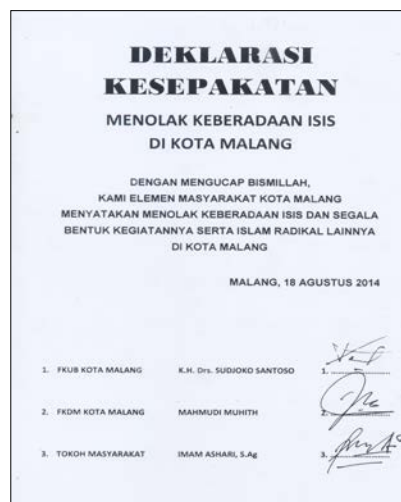 DEKLARASI
KESEPAKATAN
MENOLAK KEBERADAAN ISIS
DI KOTA MALANG
DENGAN MENGUCAP BISMILLAH,
KAMI ELEMEN MASYARAKAT KOTA MALANG
MENYATAKAN MENOLAK KEBERADAAN ISIS DAN SEGALA
BENTUK KEGIATANNYA SERTA ISLAM RADIKAL LAINNYA
DI KOTA MALANG
MALANG, 18 AGUSTUS 2014
1. FKUB KOTA MALANG K.H. Drs. SUDJOKO SANTOSO 1.
2. FKDM KOTA MALANG MAHMUDI MUHITH 2.
3. TOKOH MASYARAKAT IMAM ASHARI, S.Ag 3.